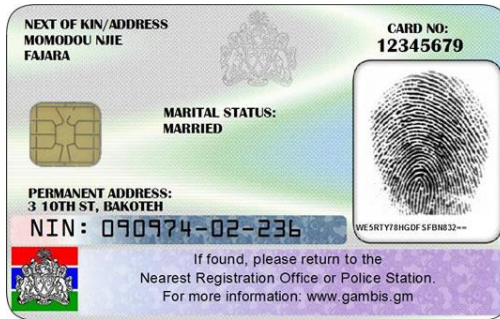 NEXT OF KIN/ADDRESS
MOMODOU NJIE
FAJARA
CARD NO:
12345679
MARITAL STATUS:
MARRIED
PERMANENT ADDRESS:
3 10TH ST, BAKOTEH
NIN: 090974-02-236
WE5RTY78HGDFSFBN832==
If found, please return to the
Nearest Registration Office or Police Station.
For more information: www.gambis.gm